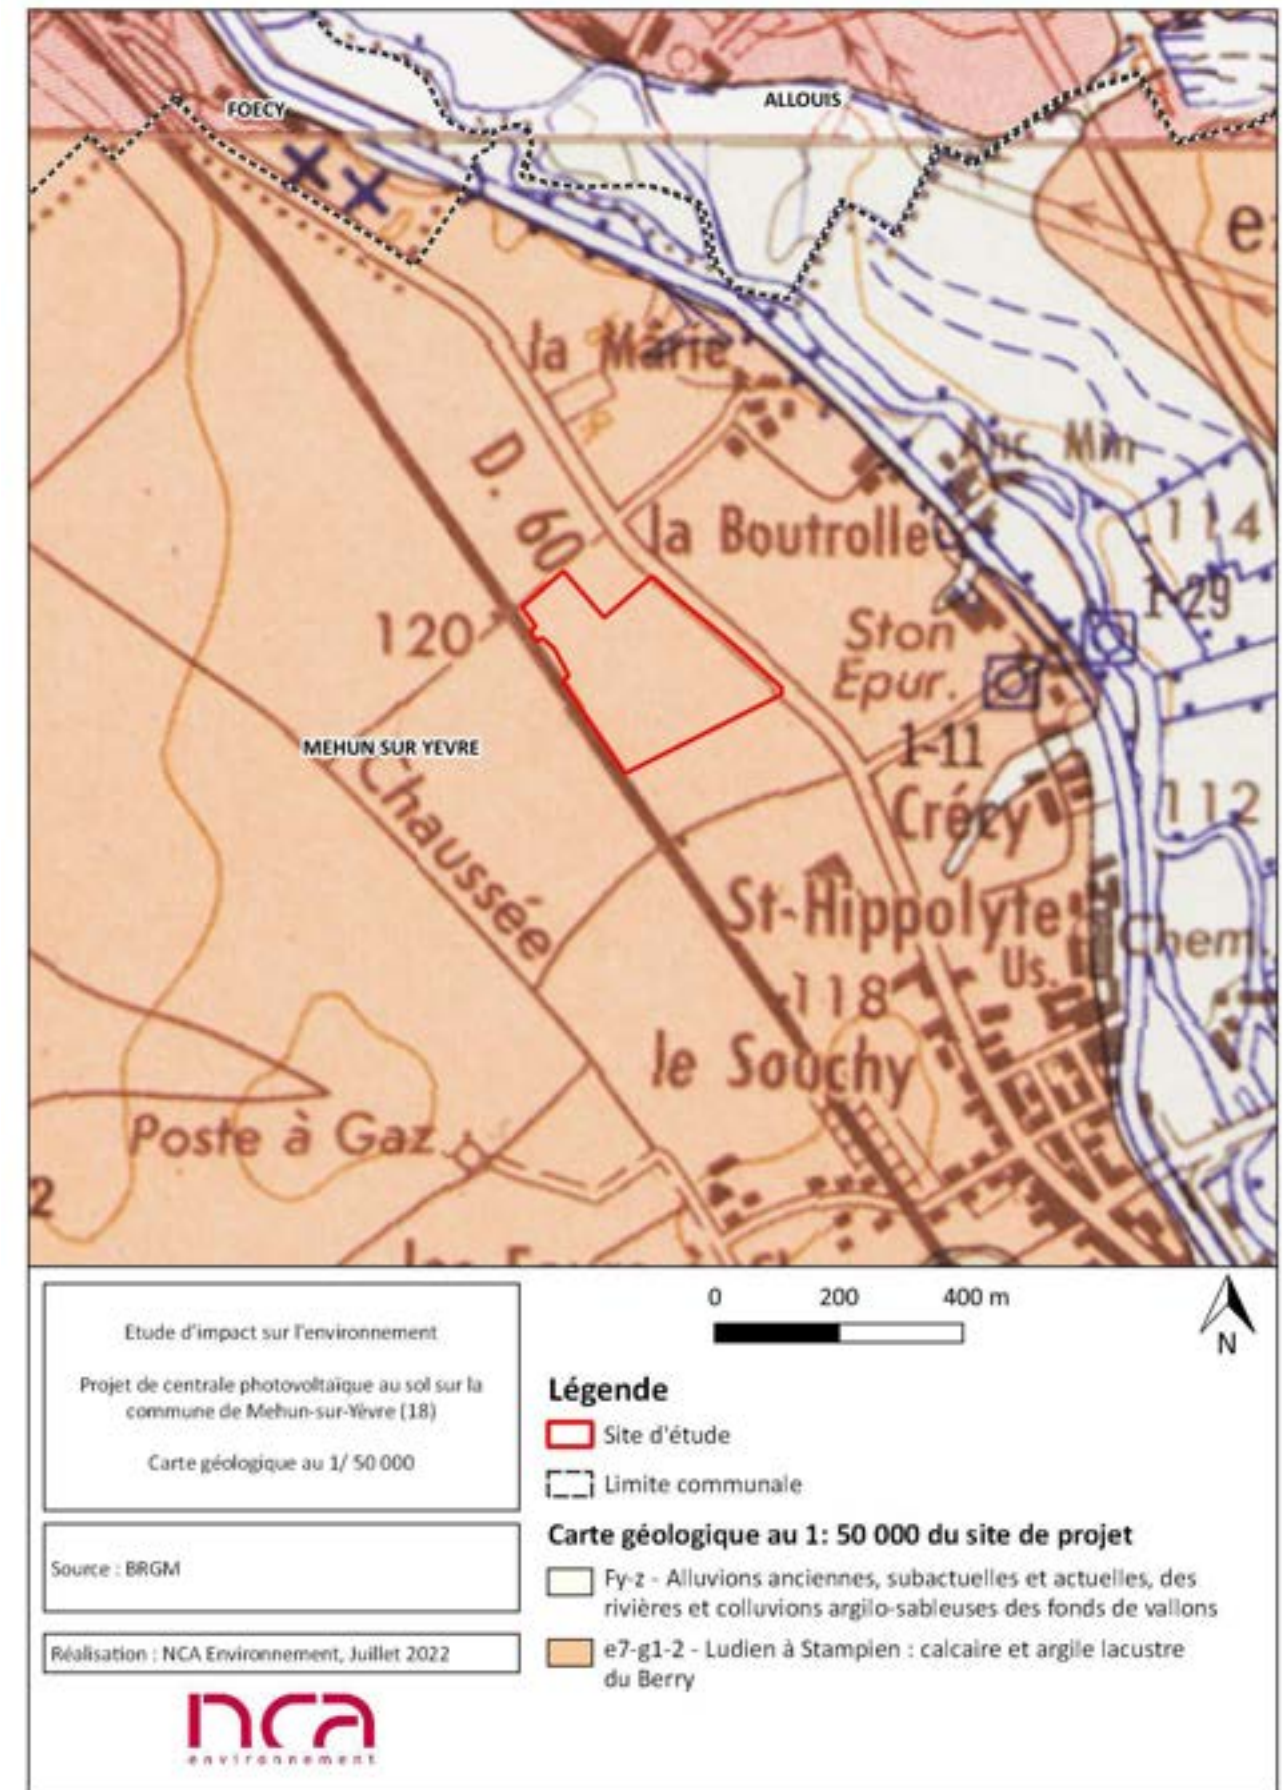 FOECY
ALLOUIS
e
la Mârie
Anc. Min
D. 60
la Boutrolle
114
1-29
120
Ston
Epur.
MEHUN SUR YEVRE
1-11
112
Chaussée
Crécy
St-Hippolyte
Chem.
Us.
118
le Souchy
Poste à Gaz
2
0 200 400 m
N
Etude d'impact sur l'environnement
Projet de centrale photovoltaïque au sol sur la
commune de Mehun-sur-Yèvre (18)
Carte géologique au 1/ 50 000
Source : BRGM
Réalisation : NCA Environnement, Juillet 2022
nca
environnement
Légende
Site d'étude
Limite communale
Carte géologique au 1: 50 000 du site de projet
Fy-z - Alluvions anciennes, subactuelles et actuelles, des
rivières et colluvions argilo-sableuses des fonds de vallons
e7-g1-2 - Ludien à Stampien : calcaire et argile lacustre
du Berry